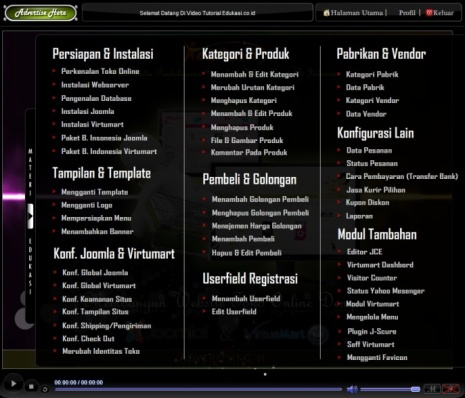 Advertise Here
Selamat Datang Di Video Tutorial Edukasi.co.id
Halaman Utama | Profil | Keluar
MATERI EDUKASI
Persiapan & Instalasi
Perkenalan Toko Online
Instalasi Webserver
Pengenalan Database
Instalasi Joomla
Instalasi Virtumart
Paket B. Insonesia Joomla
Paket B. Indonesia Virtumart
Tampilan & Template
Mengganti Template
Mengganti Logo
Mempersipkan Menu
Menambahkan Banner
Konf. Joomla & Virtumart
Konf. Global Joomla
Konf. Global Virtumart
Konf. Keamanan Situs
Konf. Tampilan Situs
Konf. Shipping/Pengiriman
Konf. Check Out
Merubah Identitas Toko
Kategori & Produk
Menambah & Edit Kategori
Merubah Urutan Kategori
Menghapus Kategori
Menambah & Edit Produk
Menghapus Produk
File & Gambar Produk
Komentar Pada Produk
Pembeli & Golongan
Menambah Golongan Pembeli
Menghapus Golongan Pembeli
Menejemen Harga Golongan
Menambah Pembeli
Hapus & Edit Pembeli
Userfield Registrasi
Menambah Userfield
Edit Userfield
Pabrikan & Vendor
Kategori Pabrik
Data Pabrik
Kategori Vendor
Data Vendor
Konfigurasi Lain
Data Pesanan
Status Pesanan
Cara Pembayaran (Transfer Bank)
Jasa Kurir Pilihan
Kupon Diskon
Laporan
Modul Tambahan
Editor JCE
Virtumart Dashbord
Visitor Counter
Status Yahoo Mesenger
Modul Virtumart
Mengelola Menu
Plugin J-Scure
Seff Virtumart
Mengganti Favicon
00:00:00 / 00:00:00